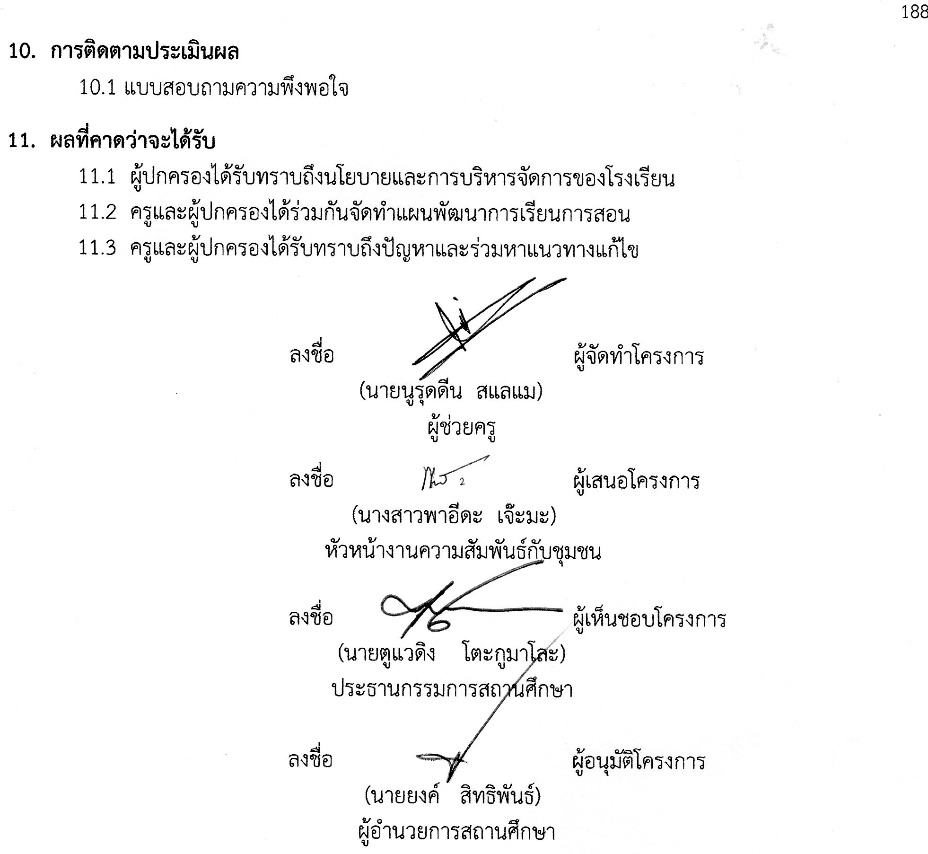 188
10. การติดตามประเมินผล
10.1 แบบสอบถามความพึงพอใจ
11. ผลที่คาดว่าจะได้รับ
11.1 ผู้ปกครองได้รับทราบถึงนโยบายและการบริหารจัดการของโรงเรียน
11.2 ครูและผู้ปกครองได้ร่วมกันจัดทำแผนพัฒนาการเรียนการสอน
11.3 ครูและผู้ปกครองได้รับทราบถึงปัญหาและร่วมหาแนวทางแก้ไข
ลงชื่อ ผู้จัดทำโครงการ
(นายนูรุดดีน สแลแม)
ผู้ช่วยครู
ลงชื่อ ผู้เสนอโครงการ
(นางสาวพาอีดะ เจ๊ะมะ)
หัวหน้างานความสัมพันธ์กับชุมชน
ลงชื่อ ผู้เห็นชอบโครงการ
(นายตูแวดิง โตะกูมาโละ)
ประธานกรรมการสถานศึกษา
ลงชื่อ ผู้อนุมัติโครงการ
(นายยงค์ สิทธิพันธ์)
ผู้อำนวยการสถานศึกษา